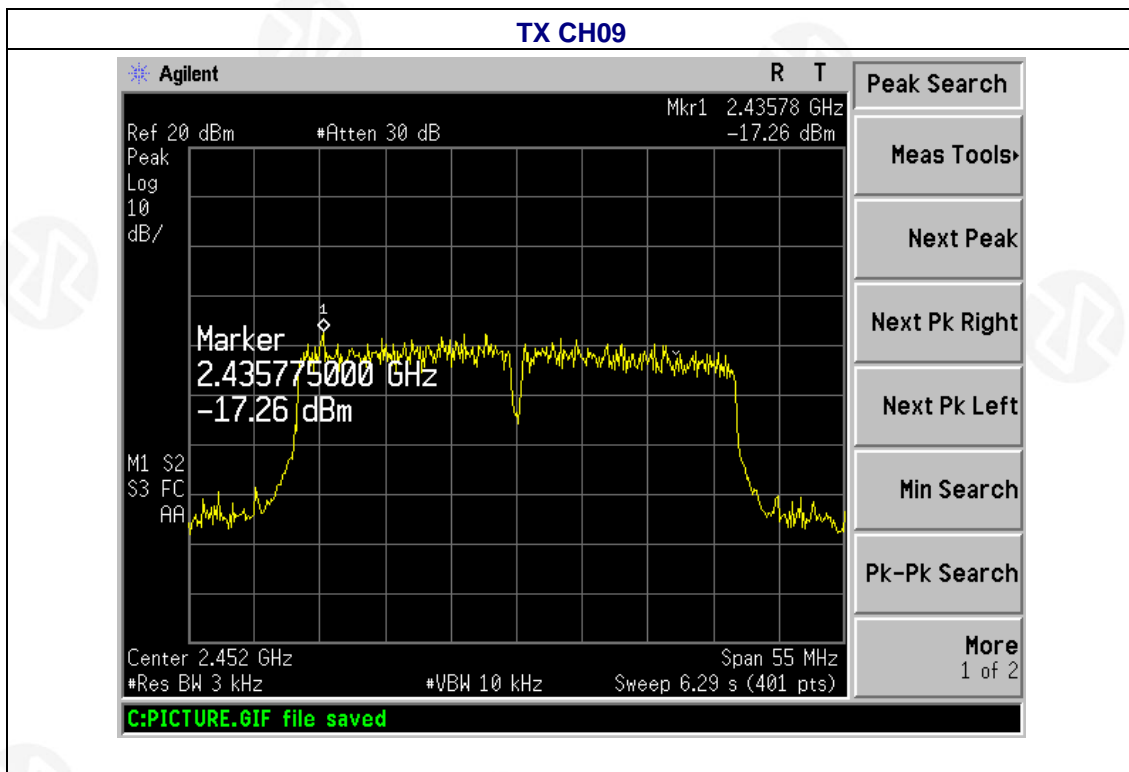 TX CH09
Agilent R T
Mkr1 2.43578 GHz
Ref 20 dBm #Atten 30 dB -17.26 dBm
Peak
Log
10
dB/
1
Marker
2.435775000 GHz
-17.26 dBm
M1 S2
S3 FC
AA
Center 2.452 GHz Span 55 MHz
#Res BW 3 kHz #VBW 10 kHz Sweep 6.29 s (401 pts)
C:PICTURE.GIF file saved
Peak Search
Meas Tools
Next Peak
Next Pk Right
Next Pk Left
Min Search
Pk-Pk Search
More
1 of 2